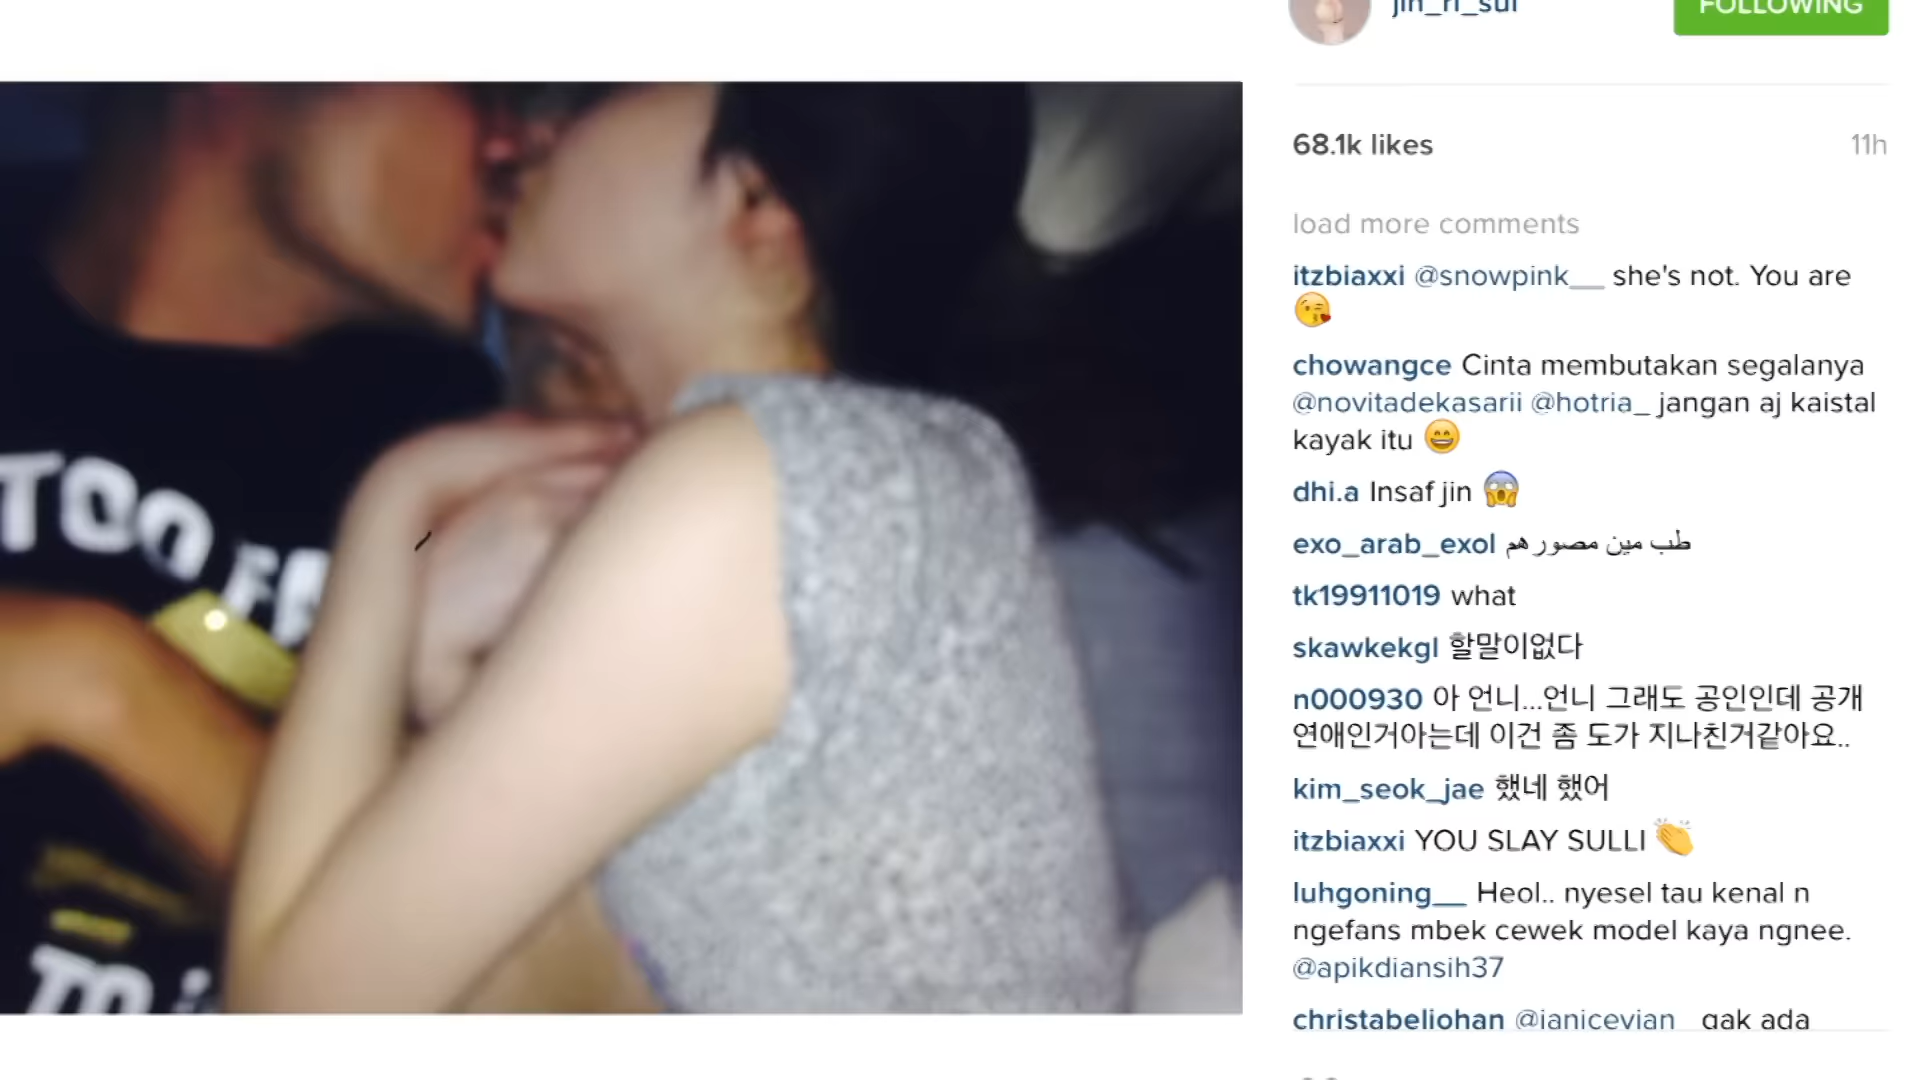 jin_ri_sul
FOLLOWING
68.1k likes
11h
load more comments
itzbiaxxi @snowpink__ she's not. You are
😘
chowangce Cinta membutakan segalanya
@novitadekasarii @hotria_ jangan aj kaistal
kayak itu 😄
dhi.a Insaf jin 😱
exo_arab_exol طب مين مصورهم
tk19911019 what
skawkekgl 할말이없다
n000930 아 언니...언니 그래도 공인인데 공개
연애인거아는데 이건 좀 도가 지나친거같아요..
kim_seok_jae 했네 했어
itzbiaxxi YOU SLAY SULLI 👏
luhgoning__ Heol.. nyesel tau kenal n
ngefans mbek cewek model kaya ngnee.
@apikdiansih37
christabeliohan @ianicevian_ gak ada
TOO